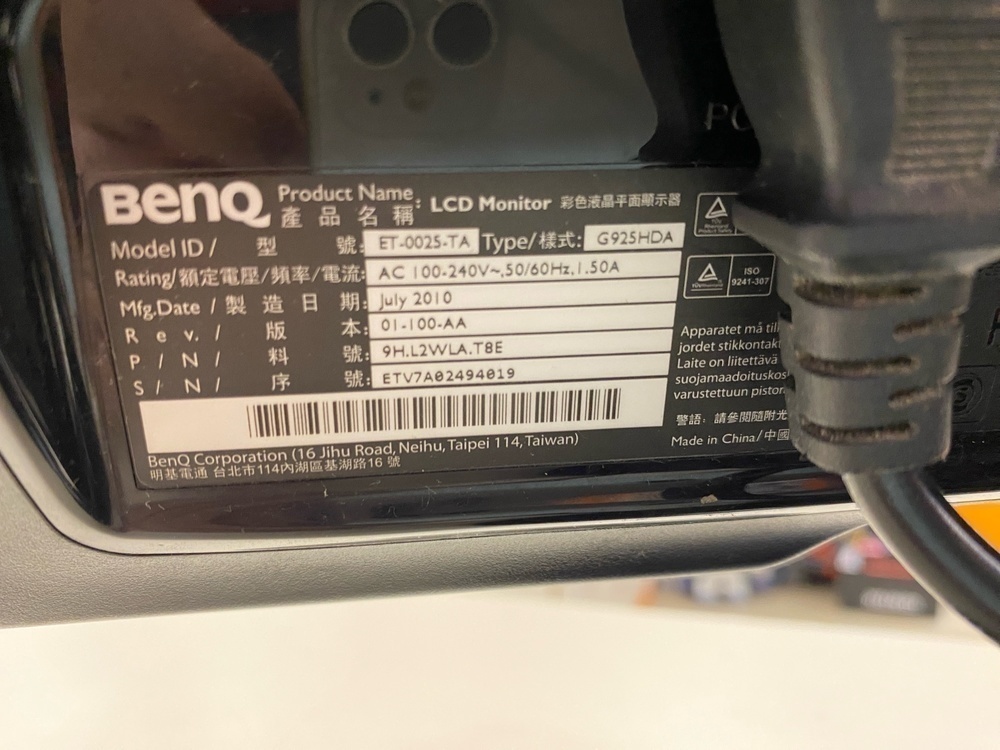 PO
BenQ Product Name : LCD Monitor 彩色液晶平面顯示器
產品名稱
Model ID / 型號: ET-0025-TA Type/樣式: G925HDA
Rating/額定電壓/頻率/電流: AC 100-240V~,50/60Hz,1.50A
Mfg.Date / 製造日期: July 2010
Rev. / 版本: 01-100-AA
P / N / 料號: 9H.L2WLA.T8E
S / N / 序號: ETV7A02494019
BenQ Corporation (16 Jihu Road, Neihu, Taipei 114, Taiwan)
明基電通 台北市114內湖區基湖路16號
ISO
9241-307
Apparatet må til
jordet stikkontak
Laite on liitettävä
suojamaadoituskos
varustettuun pistor
警語: 請參閱隨附光
Made in China/中國